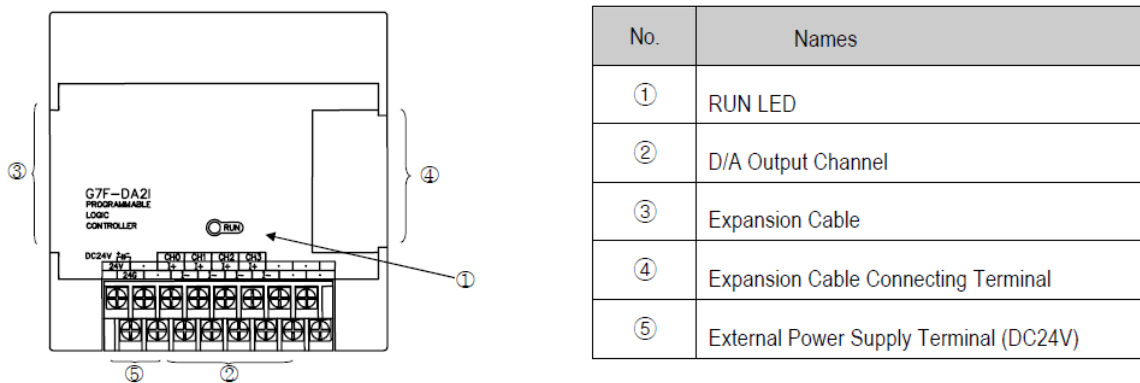 G7F-DA2I
PROGRAMMABLE
LOGIC
CONTROLLER
RUN
DC24V
CH0 CH1 CH2 CH3
24V I+ I+ I+ I+
24G I- I- I- I-
③
④
①
⑤ ②
No. Names
① RUN LED
② D/A Output Channel
③ Expansion Cable
④ Expansion Cable Connecting Terminal
⑤ External Power Supply Terminal (DC24V)